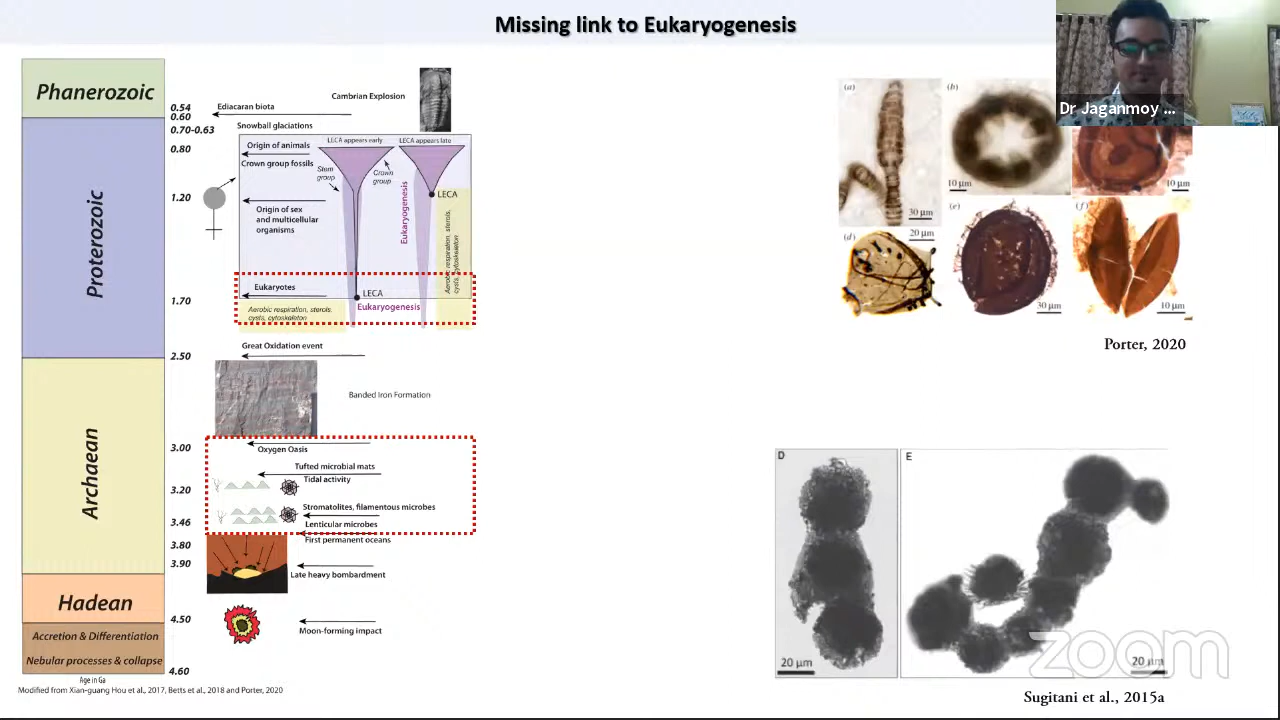 Missing link to Eukaryogenesis
Dr Jaganmoy ...
Phanerozoic
Proterozoic
Archaean
Hadean
Accretion & Differentiation
Nebular processes & collapse
0.54
0.60
0.70-0.63
0.80
1.20
1.70
2.50
3.00
3.20
3.46
3.80
3.90
4.50
4.60
Age in Ga
Cambrian Explosion
Ediacaran biota
Snowball glaciations
LECA appears early
LECA appears late
Origin of animals
Crown group fossils
Stem group
Crown group
LECA
Eukaryogenesis
Origin of sex
and multicellular
organisms
Aerobic respiration, sterols,
cysts, cytoskeleton
Eukaryotes
LECA
Eukaryogenesis
Aerobic respiration, sterols,
cysts, cytoskeleton
Great Oxidation event
Banded Iron Formation
Oxygen Oasis
Tufted microbial mats
Tidal activity
Stromatolites, filamentous microbes
Lenticular microbes
First permanent oceans
Late heavy bombardment
Moon-forming impact
Modified from Xian-guang Hou et al., 2017, Betts et al., 2018 and Porter, 2020
(a)
30 µm
(b)
10 µm
10 µm
(d)
20 µm
(e)
30 µm
(f)
10 µm
Porter, 2020
D
20 µm
E
20 µm
zoom
Sugitani et al., 2015a